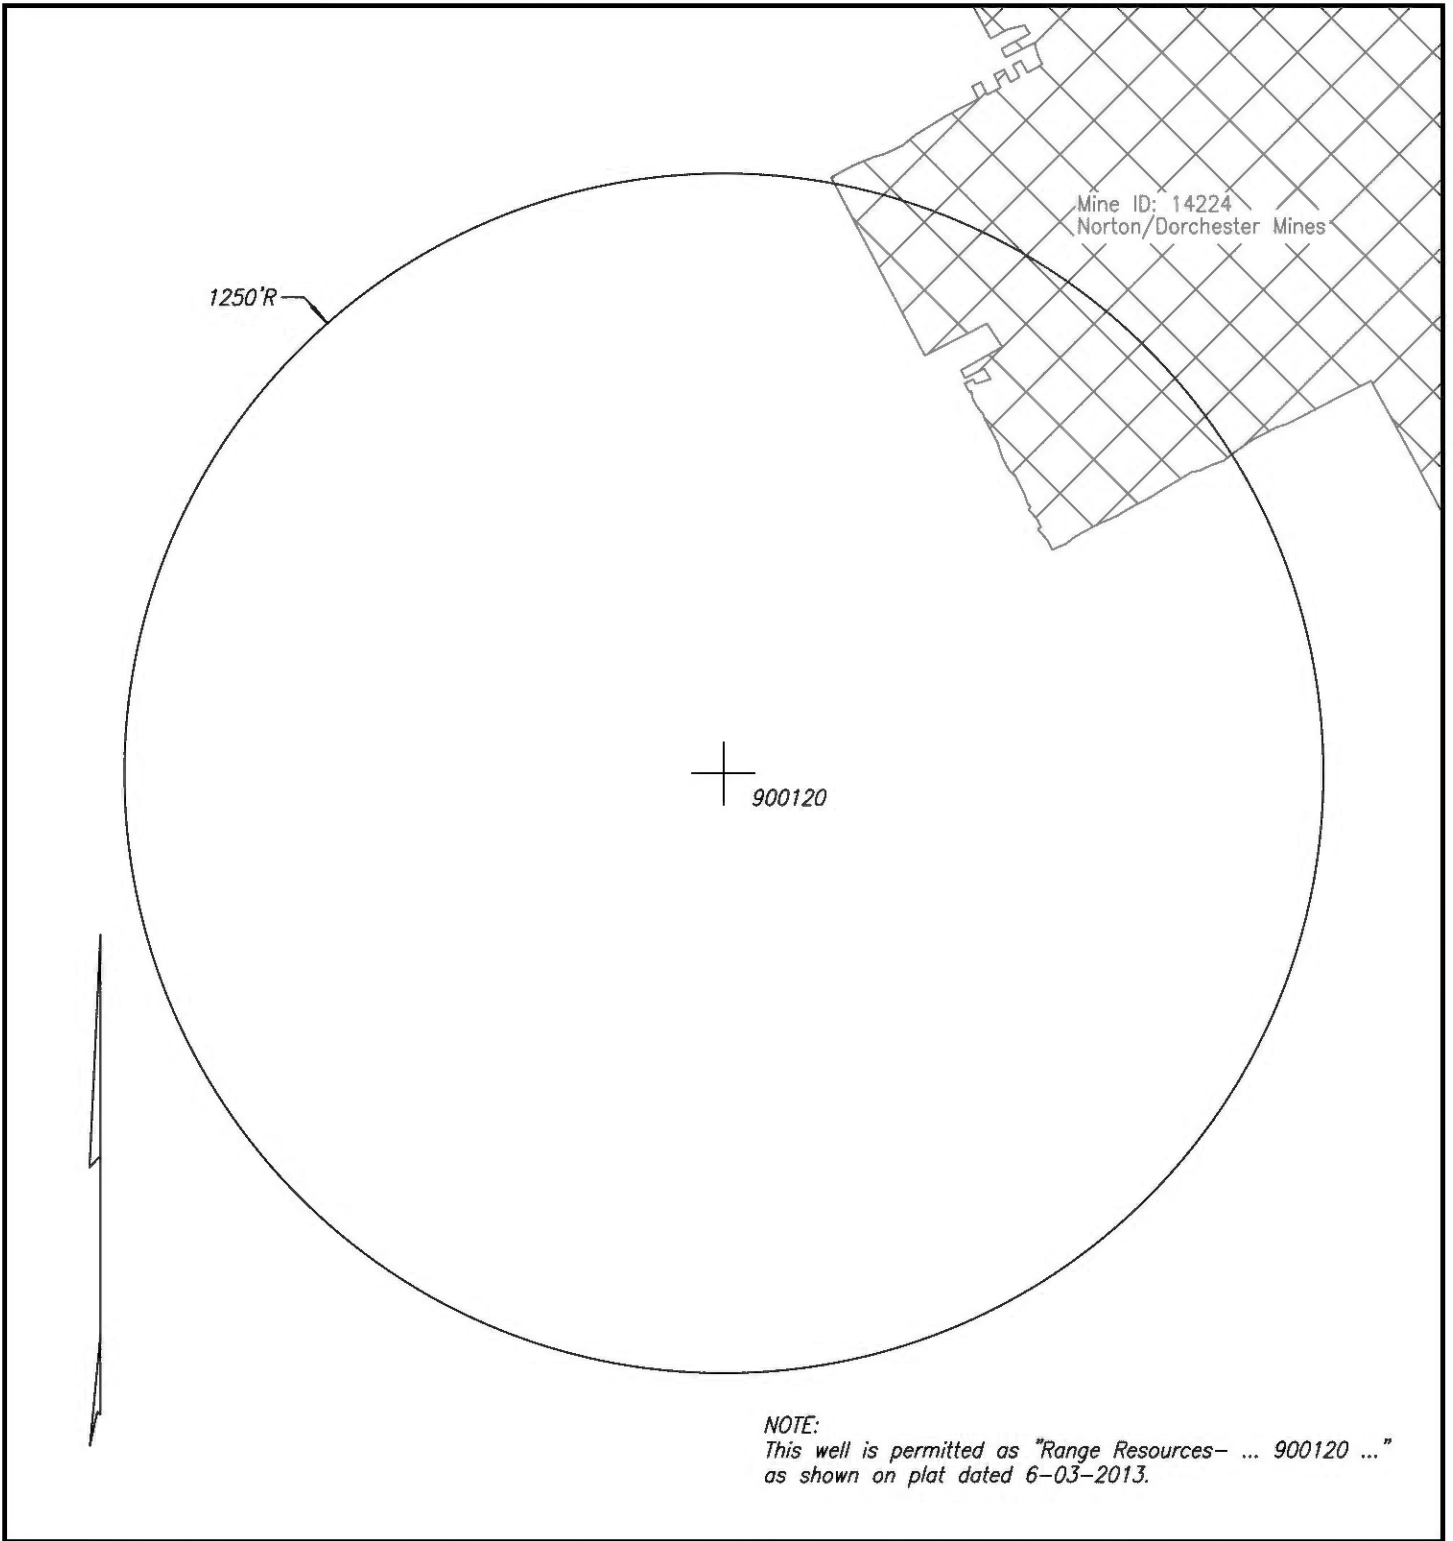 Mine ID: 14224
Norton/Dorchester Mines
1250'R
900120
NOTE:
This well is permitted as "Range Resources- ... 900120 ..."
as shown on plat dated 6-03-2013.